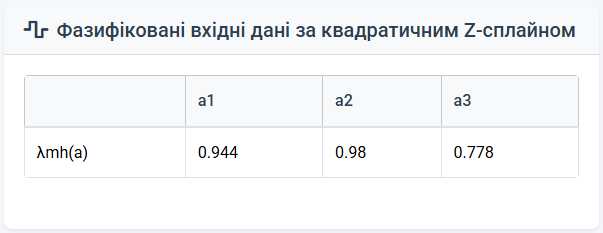 Фазифіковані вхідні дані за квадратичним Z-сплайном
a1 a2 a3
λmh(a) 0.944 0.98 0.778